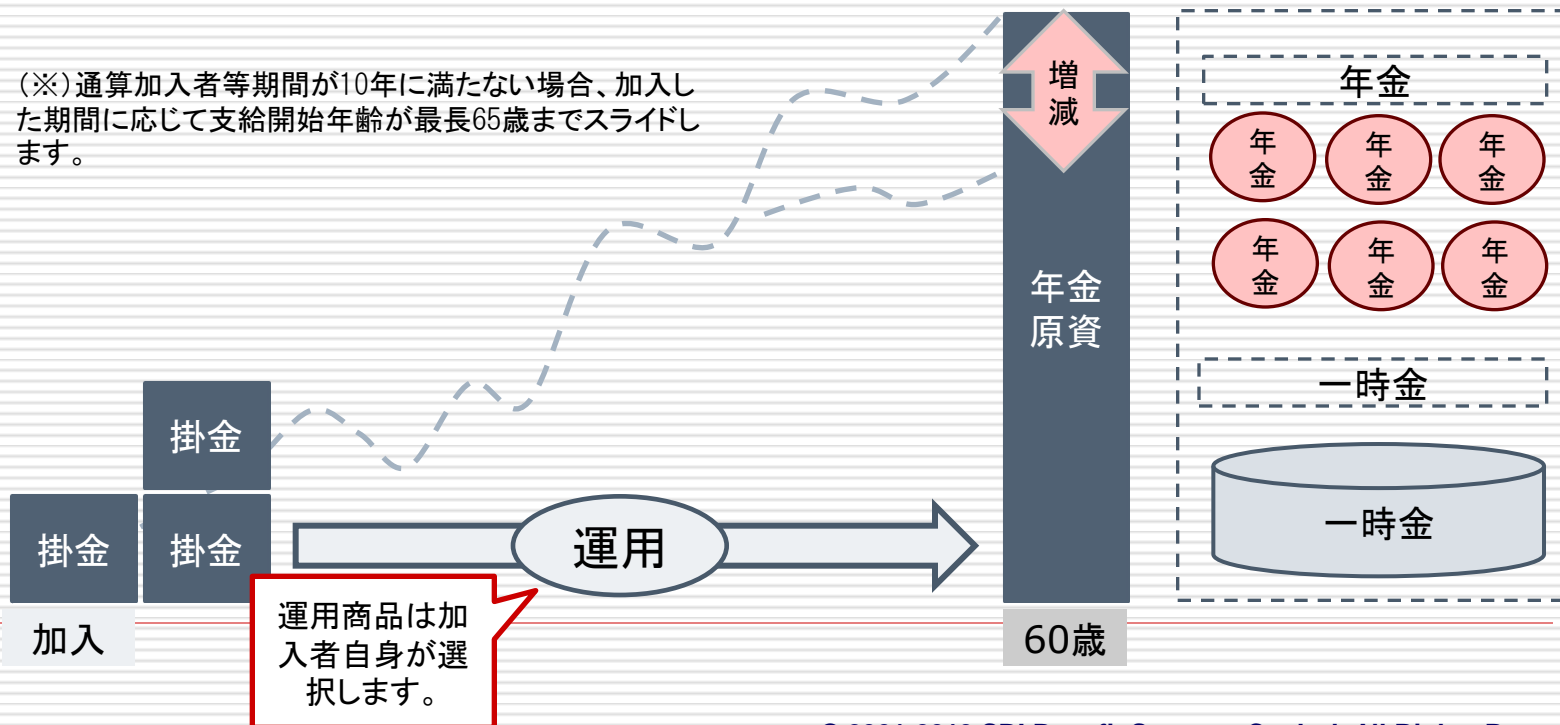 (※)通算加入者等期間が10年に満たない場合、加入し
た期間に応じて支給開始年齢が最長65歳までスライドし
ます。
掛金
掛金
掛金
加入
運用
運用商品は加
入者自身が選
択します。
増
減
年金
原資
60歳
年金
年
金
年
金
年
金
年
金
年
金
年
金
一時金
一時金